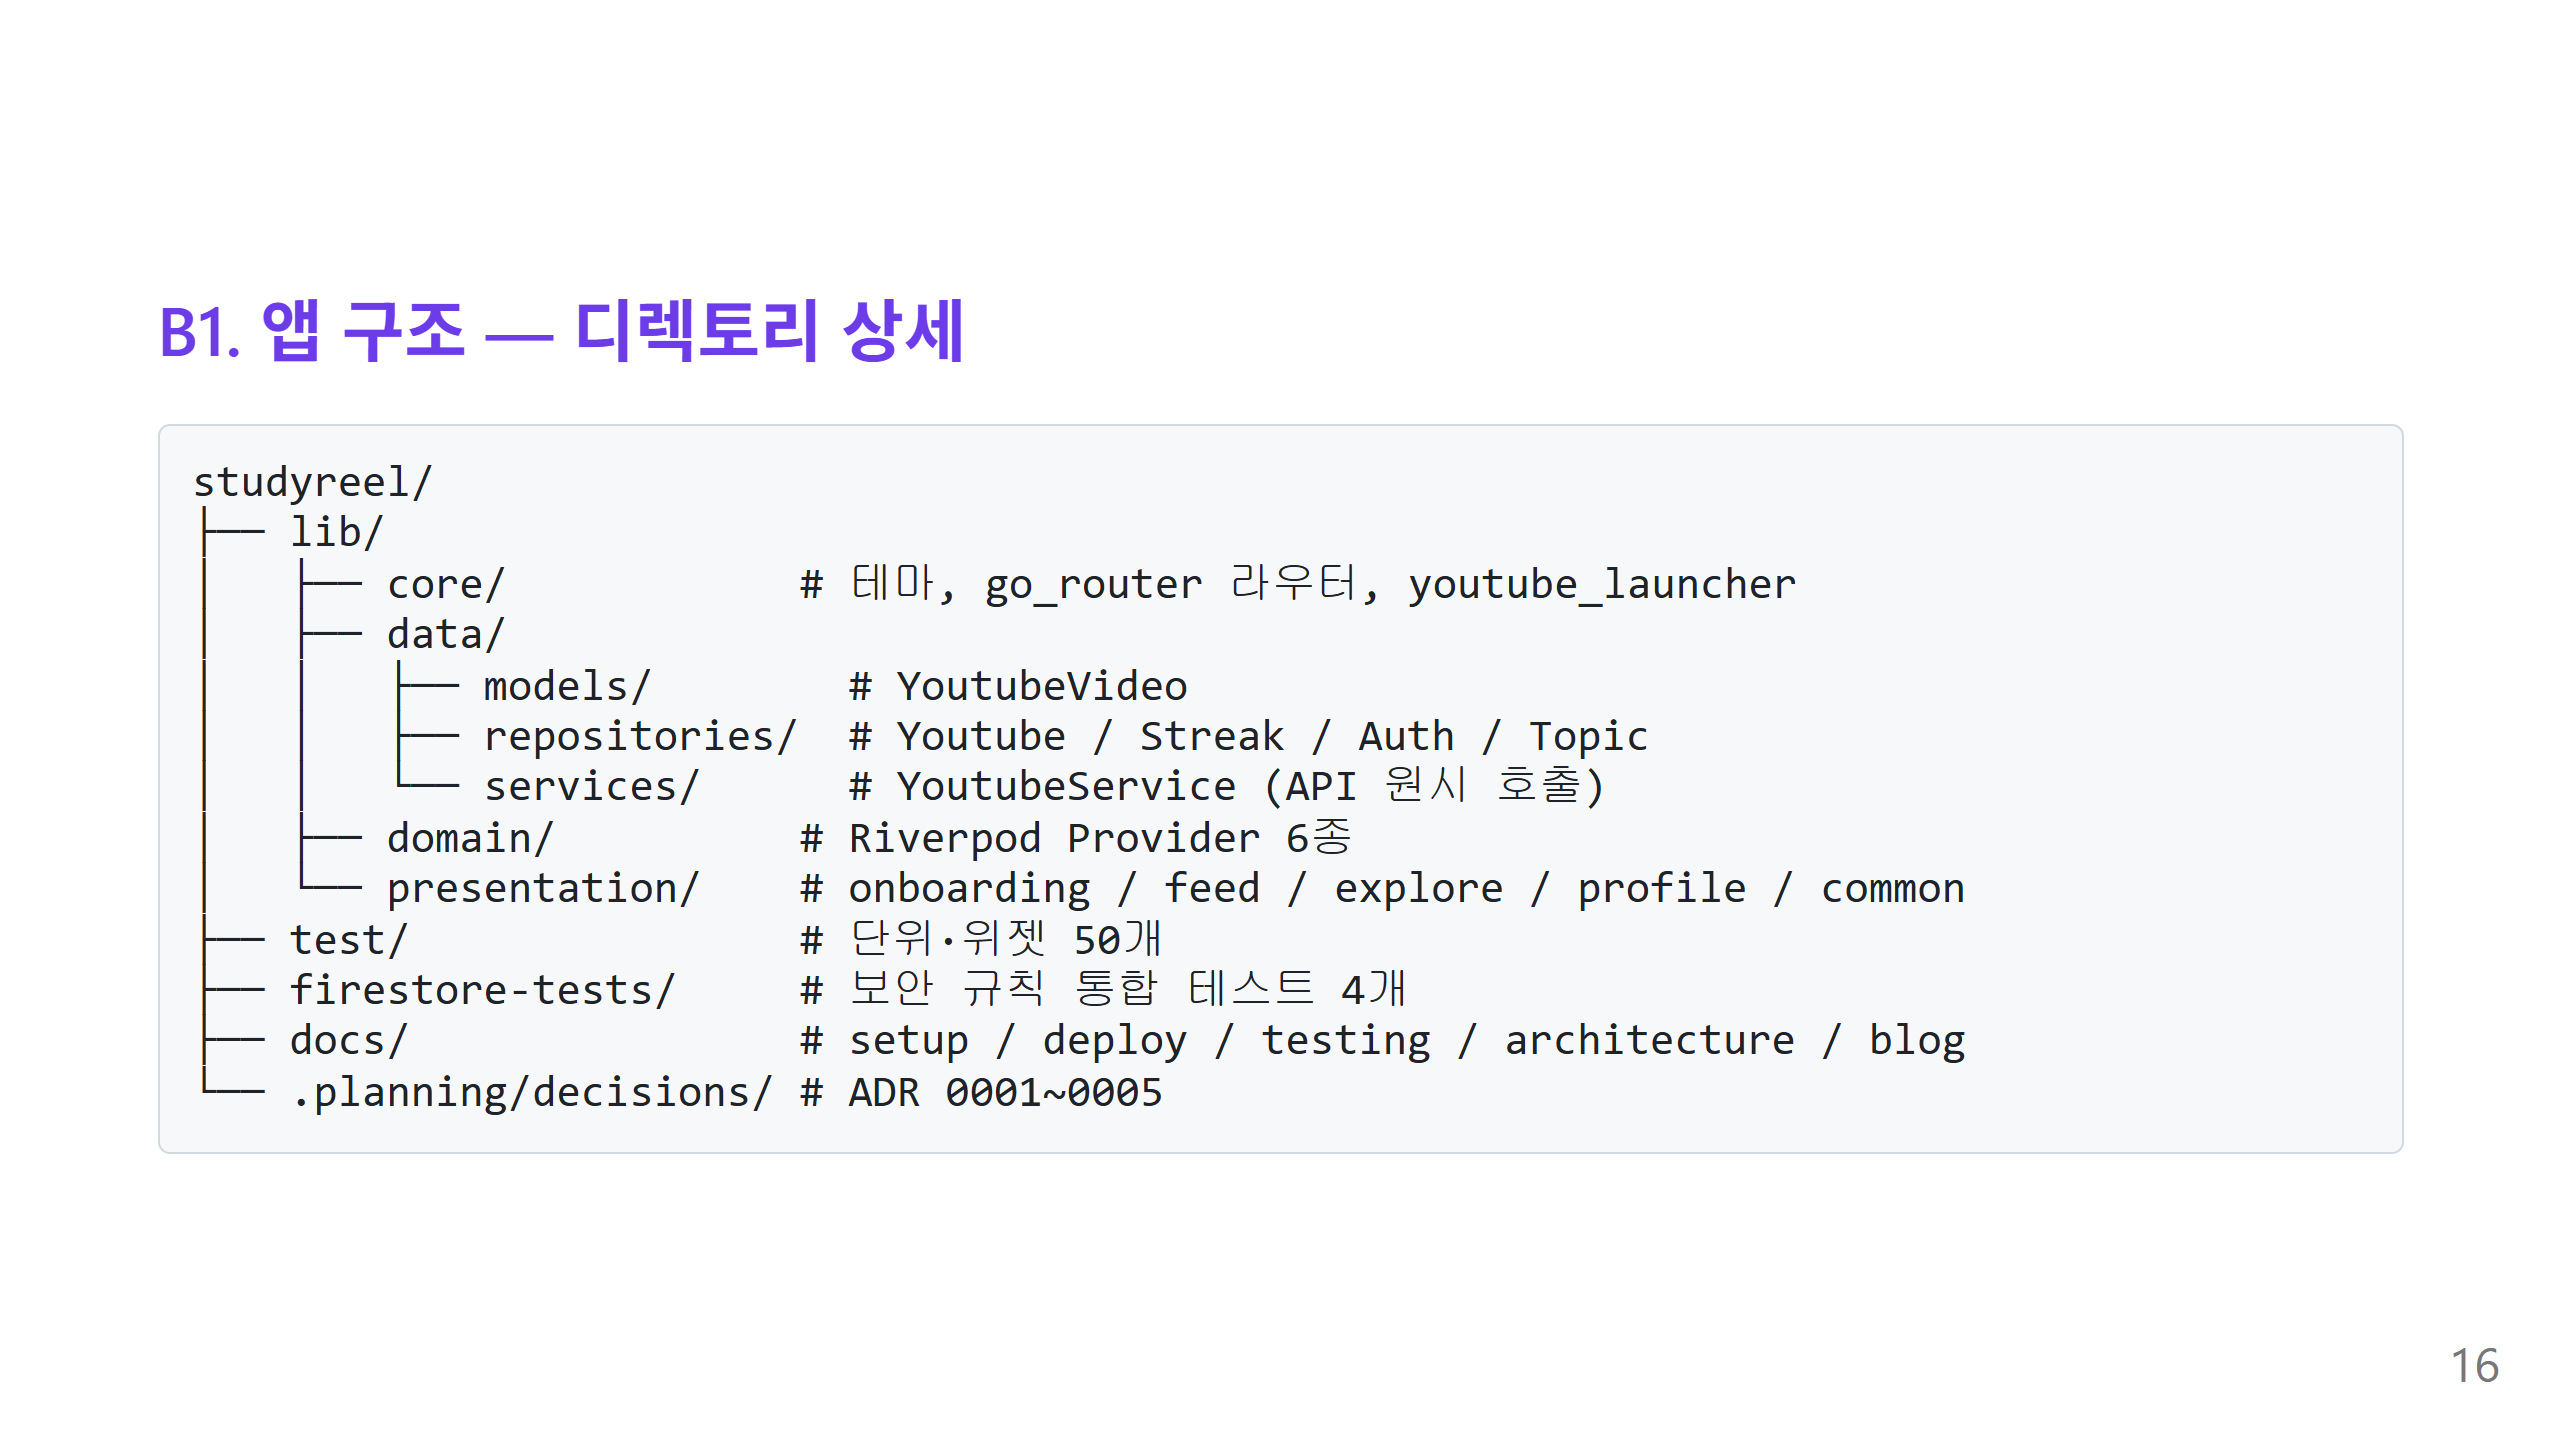 B1. 앱 구조 — 디렉토리 상세
studyreel/
├── lib/
│   ├── core/            # 테마, go_router 라우터, youtube_launcher
│   ├── data/
│   │   ├── models/        # YoutubeVideo
│   │   ├── repositories/  # Youtube / Streak / Auth / Topic
│   │   └── services/      # YoutubeService (API 원시 호출)
│   ├── domain/          # Riverpod Provider 6종
│   └── presentation/    # onboarding / feed / explore / profile / common
├── test/                # 단위·위젯 50개
├── firestore-tests/     # 보안 규칙 통합 테스트 4개
├── docs/                # setup / deploy / testing / architecture / blog
└── .planning/decisions/ # ADR 0001~0005
16